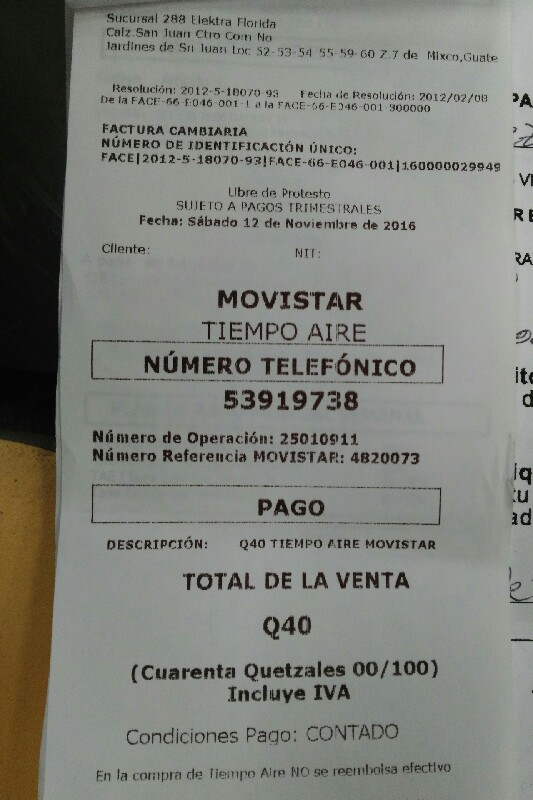 Sucursal 288 Elektra Florida
Calz.San Juan Ctro Com No
Jardines de Sn Juan Loc 52-53-54 55-59-60 Z.7 de Mixco,Guate
Resolución: 2012-5-18070-93 Fecha de Resolución: 2012/02/08
De la FACE-66-E046-001-1 a la FACE-66-E046-001-300000
FACTURA CAMBIARIA
NÚMERO DE IDENTIFICACIÓN ÚNICO:
FACE|2012-5-18070-93|FACE-66-E046-001|160000029949
Libre de Protesto
SUJETO A PAGOS TRIMESTRALES
Fecha: Sábado 12 de Noviembre de 2016
Cliente: NIT:
MOVISTAR
TIEMPO AIRE
NÚMERO TELEFÓNICO
53919738
Número de Operación: 25010911
Número Referencia MOVISTAR: 4820073
PAGO
DESCRIPCIÓN: Q40 TIEMPO AIRE MOVISTAR
TOTAL DE LA VENTA
Q40
(Cuarenta Quetzales 00/100)
Incluye IVA
Condiciones Pago: CONTADO
En la compra de Tiempo Aire NO se reembolsa efectivo